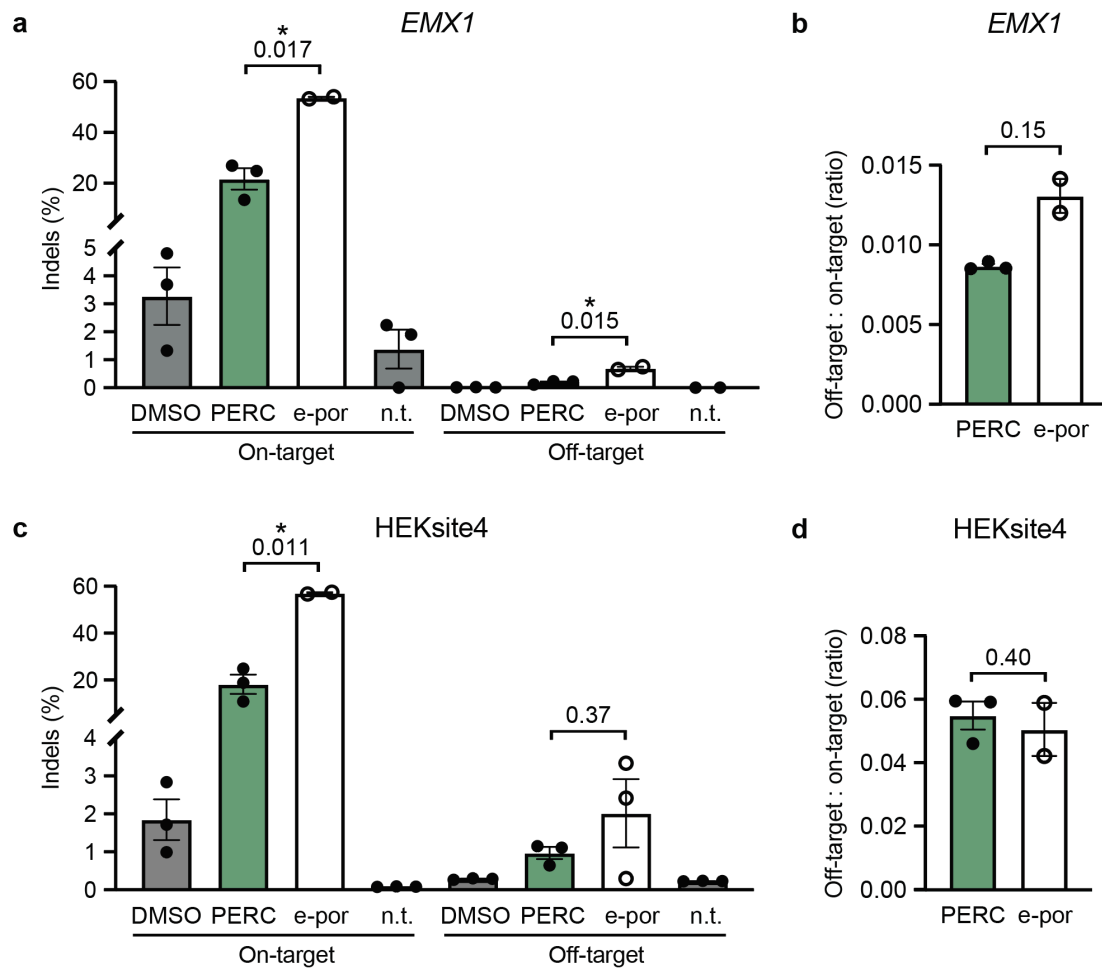 a
EMX1
*
0.017
Indels (%)
60
40
20
5
4
3
2
1
0
*
0.015
DMSO PERC e-por n.t. DMSO PERC e-por n.t.
On-target Off-target
b
EMX1
0.15
Off-target : on-target (ratio)
0.015
0.010
0.005
0.000
PERC e-por
c
HEKsite4
*
0.011
Indels (%)
60
40
20
4
3
2
1
0
0.37
DMSO PERC e-por n.t. DMSO PERC e-por n.t.
On-target Off-target
d
HEKsite4
0.40
Off-target : on-target (ratio)
0.08
0.06
0.04
0.02
0.00
PERC e-por